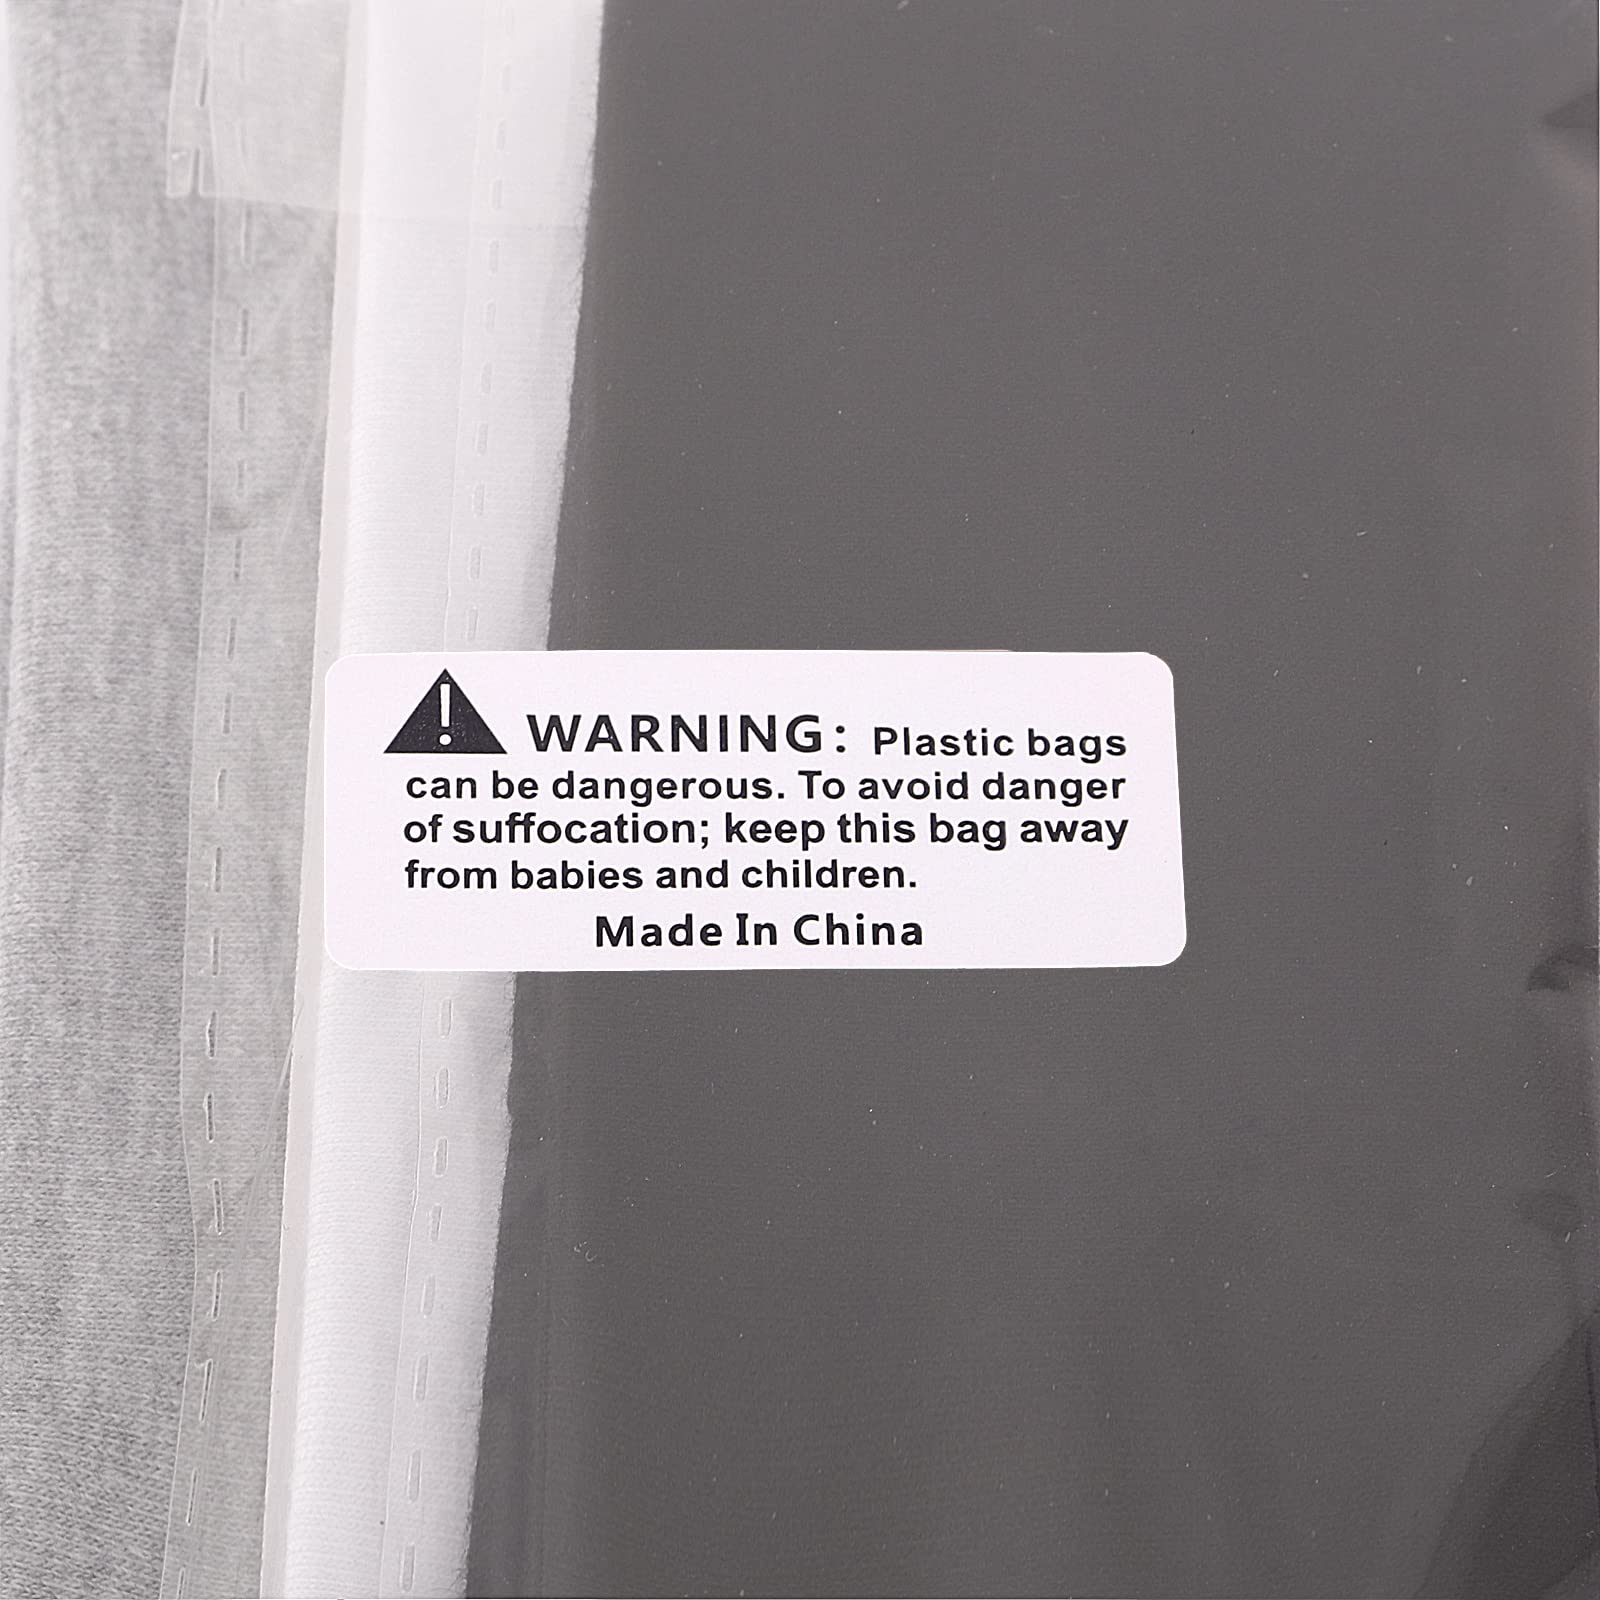 WARNING: Plastic bags
can be dangerous. To avoid danger
of suffocation; keep this bag away
from babies and children.
Made In China